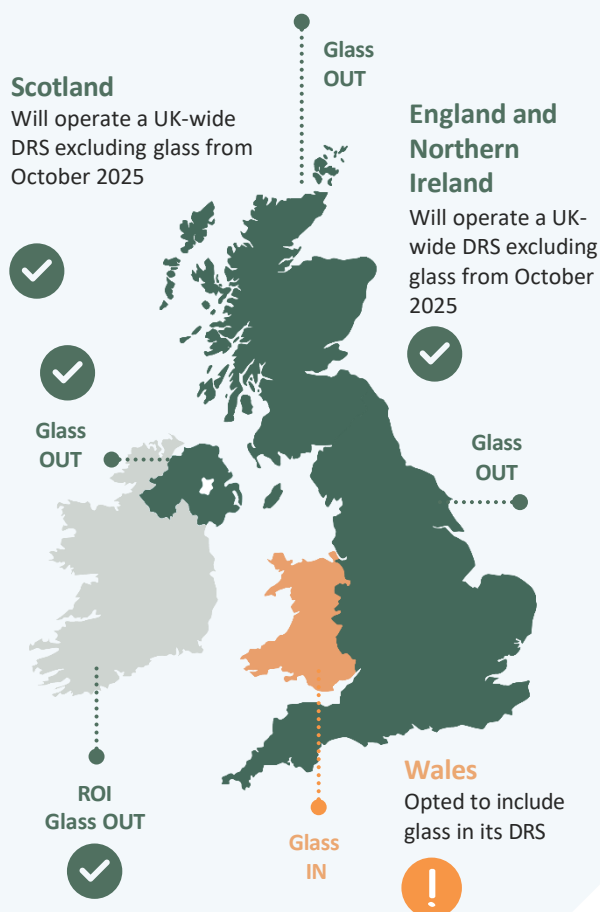 Glass
OUT
Scotland
Will operate a UK-wide
DRS excluding glass from
October 2025
England and
Northern
Ireland
Will operate a UK-
wide DRS excluding
glass from October
2025
Glass
OUT
Glass
OUT
ROI
Glass OUT
Glass
IN
Wales
Opted to include
glass in its DRS